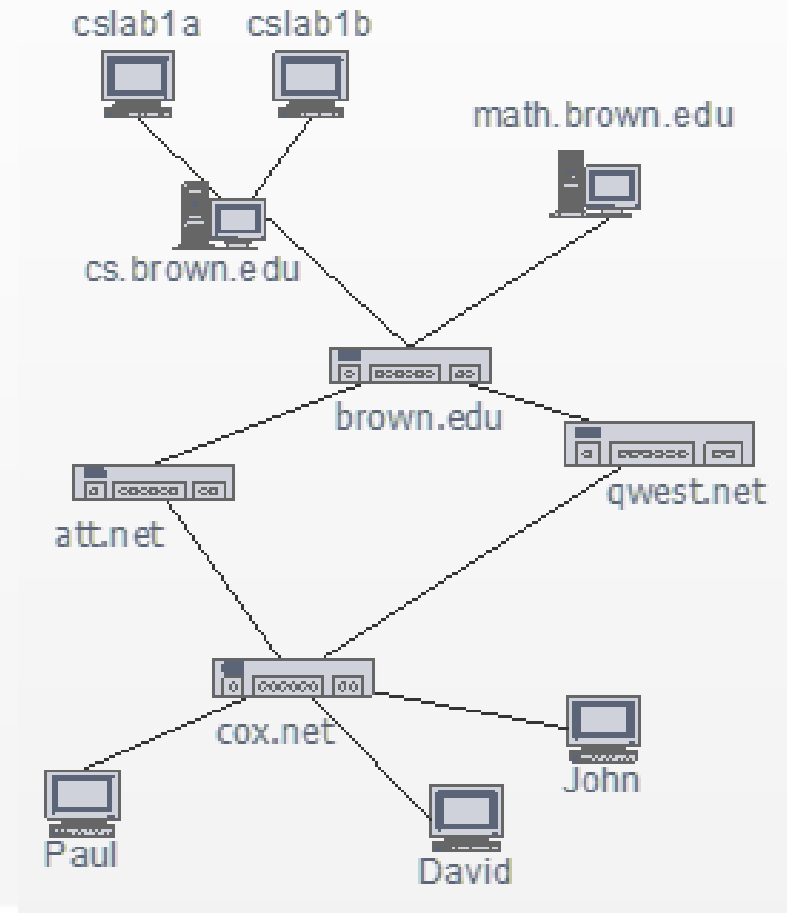 cslab1a cslab1b
math.brown.edu
cs.brown.edu
brown.edu
qwest.net
att.net
cox.net
John
Paul
David